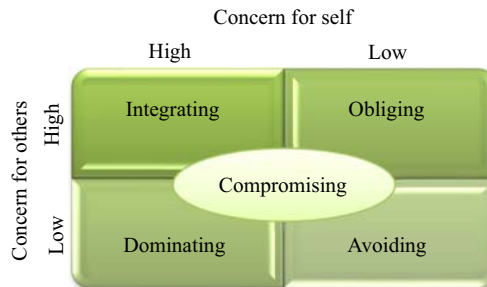 Concern for self
High Low
Concern for others
High
Low
Integrating Obliging
Compromising
Dominating Avoiding